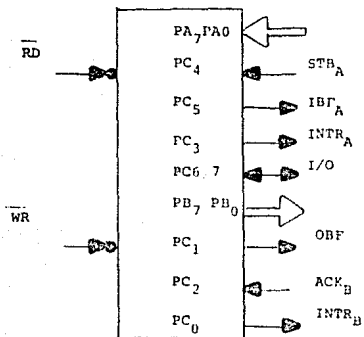 PA7 PA0
RD
PC4 STBA
PC5 IBFA
PC3 INTRA
PC6 7 I/O
PB7 PB0
WR
PC1 OBF
PC2 ACKB
PC0 INTRB